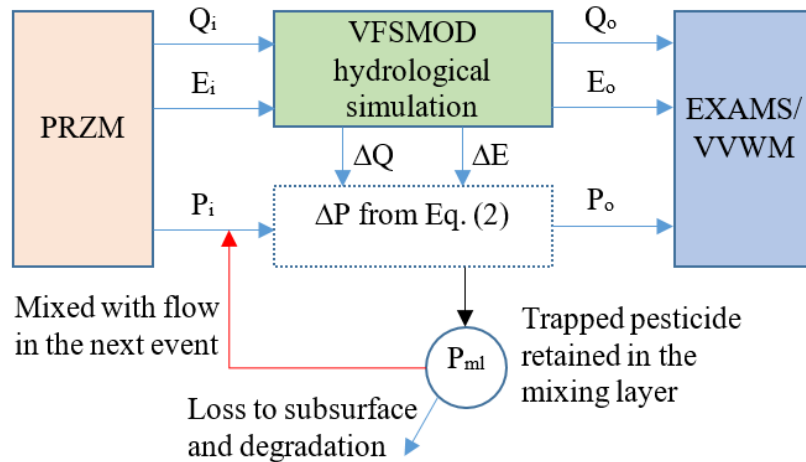 Qᵢ
VFSMOD
hydrological
simulation
Qₒ
Eᵢ
Eₒ
PRZM
EXAMS/
VVWM
ΔQ
ΔE
Pᵢ
ΔP from Eq. (2)
Pₒ
Mixed with flow
in the next event
Pml
Trapped pesticide
retained in the
mixing layer
Loss to subsurface
and degradation